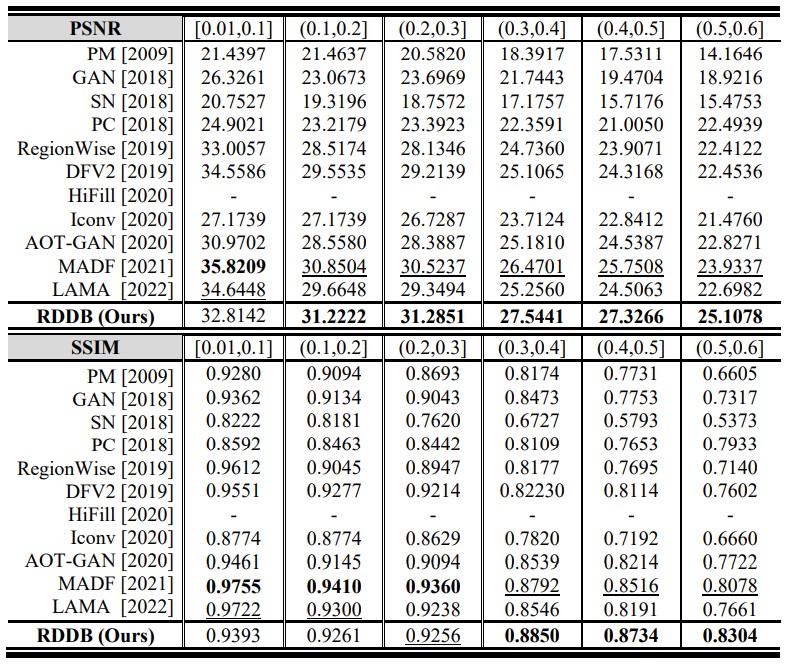 PSNR [0.01,0.1] (0.1,0.2] (0.2,0.3] (0.3,0.4] (0.4,0.5] (0.5,0.6]
PM [2009] 21.4397 21.4637 20.5820 18.3917 17.5311 14.1646
GAN [2018] 26.3261 23.0673 23.6969 21.7443 19.4704 18.9216
SN [2018] 20.7527 19.3196 18.7572 17.1757 15.7176 15.4753
PC [2018] 24.9021 23.2179 23.3923 22.3591 21.0050 22.4939
RegionWise [2019] 33.0057 28.5174 28.1346 24.7360 23.9071 22.4122
DFV2 [2019] 34.5586 29.5535 29.2139 25.1065 24.3168 22.4536
HiFill [2020] - - - - - -
Iconv [2020] 27.1739 27.1739 26.7287 23.7124 22.8412 21.4760
AOT-GAN [2020] 30.9702 28.5580 28.3887 25.1810 24.5387 22.8271
MADF [2021] 35.8209 30.8504 30.5237 26.4701 25.7508 23.9337
LAMA [2022] 34.6448 29.6648 29.3494 25.2560 24.5063 22.6982
RDDB (Ours) 32.8142 31.2222 31.2851 27.5441 27.3266 25.1078
SSIM [0.01,0.1] (0.1,0.2] (0.2,0.3] (0.3,0.4] (0.4,0.5] (0.5,0.6]
PM [2009] 0.9280 0.9094 0.8693 0.8174 0.7731 0.6605
GAN [2018] 0.9362 0.9134 0.9043 0.8473 0.7753 0.7317
SN [2018] 0.8222 0.8181 0.7620 0.6727 0.5793 0.5373
PC [2018] 0.8592 0.8463 0.8442 0.8109 0.7653 0.7933
RegionWise [2019] 0.9612 0.9045 0.8947 0.8177 0.7695 0.7140
DFV2 [2019] 0.9551 0.9277 0.9214 0.82230 0.8114 0.7602
HiFill [2020] - - - - - -
Iconv [2020] 0.8774 0.8774 0.8629 0.7820 0.7192 0.6660
AOT-GAN [2020] 0.9461 0.9145 0.9094 0.8539 0.8214 0.7722
MADF [2021] 0.9755 0.9410 0.9360 0.8792 0.8516 0.8078
LAMA [2022] 0.9722 0.9300 0.9238 0.8546 0.8191 0.7661
RDDB (Ours) 0.9393 0.9261 0.9256 0.8850 0.8734 0.8304